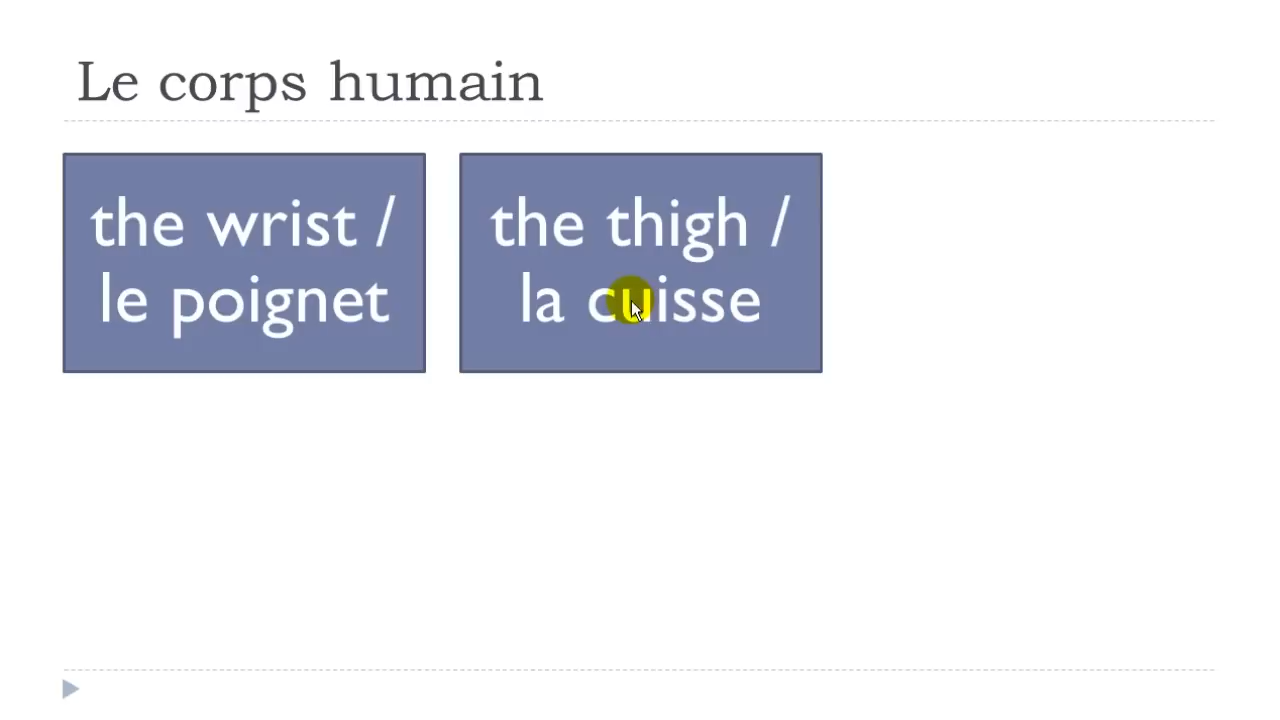 Le corps humain
the wrist /
le poignet
the thigh /
la cuisse